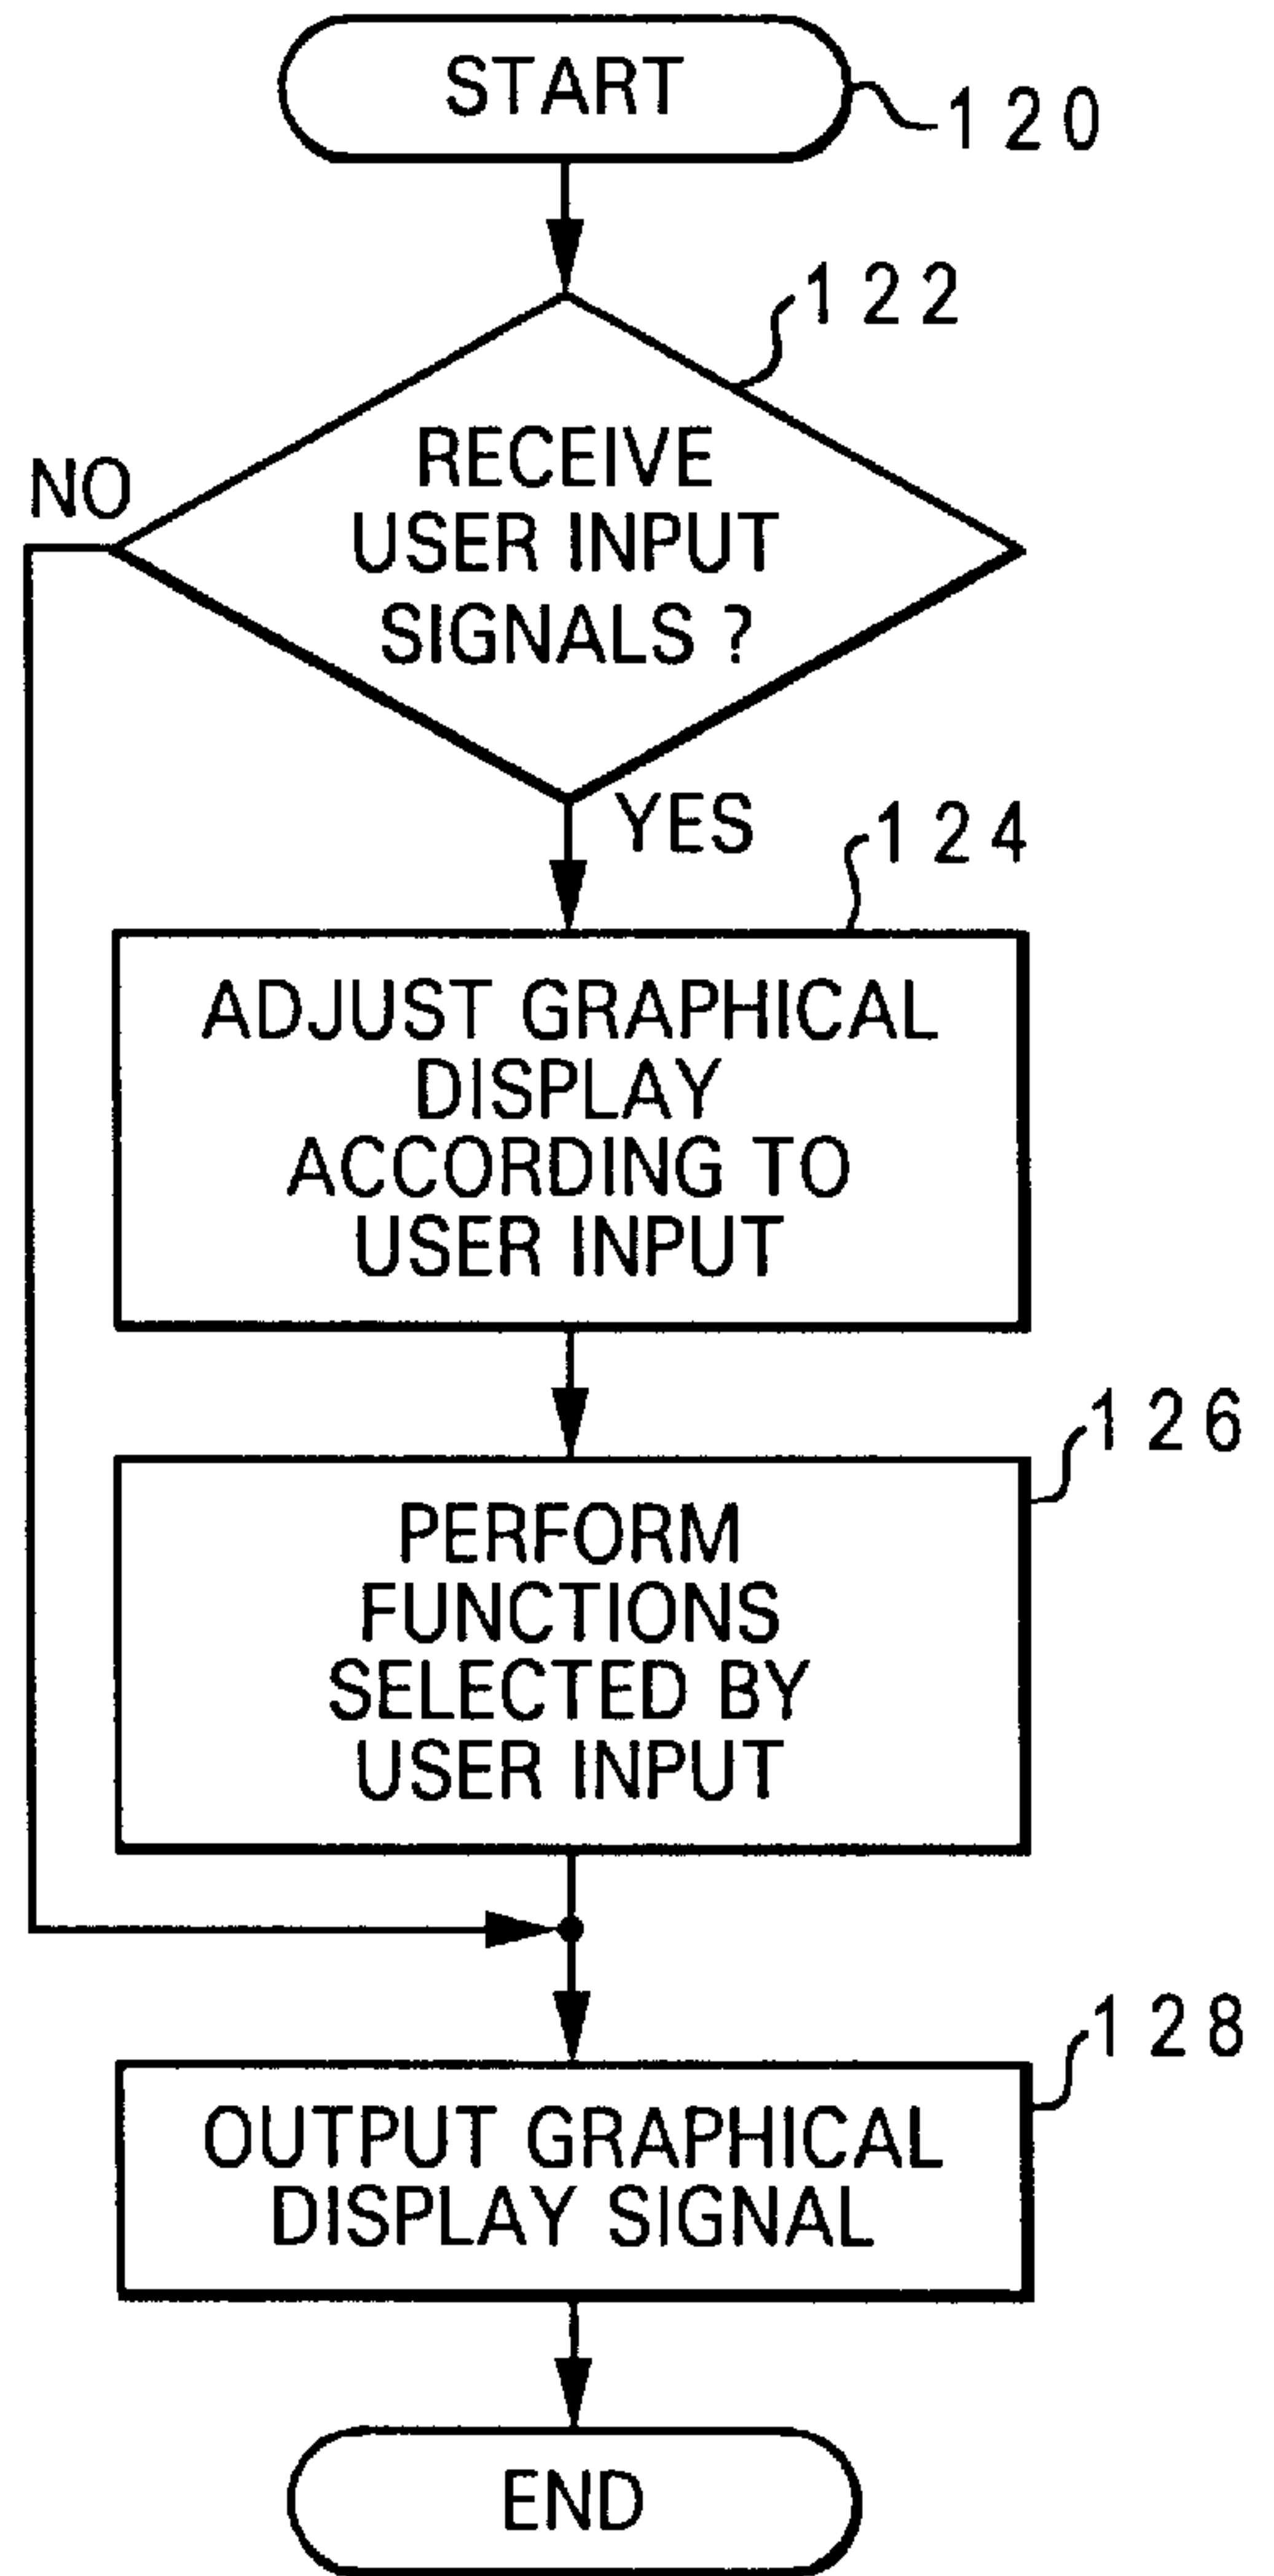 START
120
122
RECEIVE
USER INPUT
SIGNALS ?
NO
YES
124
ADJUST GRAPHICAL
DISPLAY
ACCORDING TO
USER INPUT
126
PERFORM
FUNCTIONS
SELECTED BY
USER INPUT
128
OUTPUT GRAPHICAL
DISPLAY SIGNAL
END